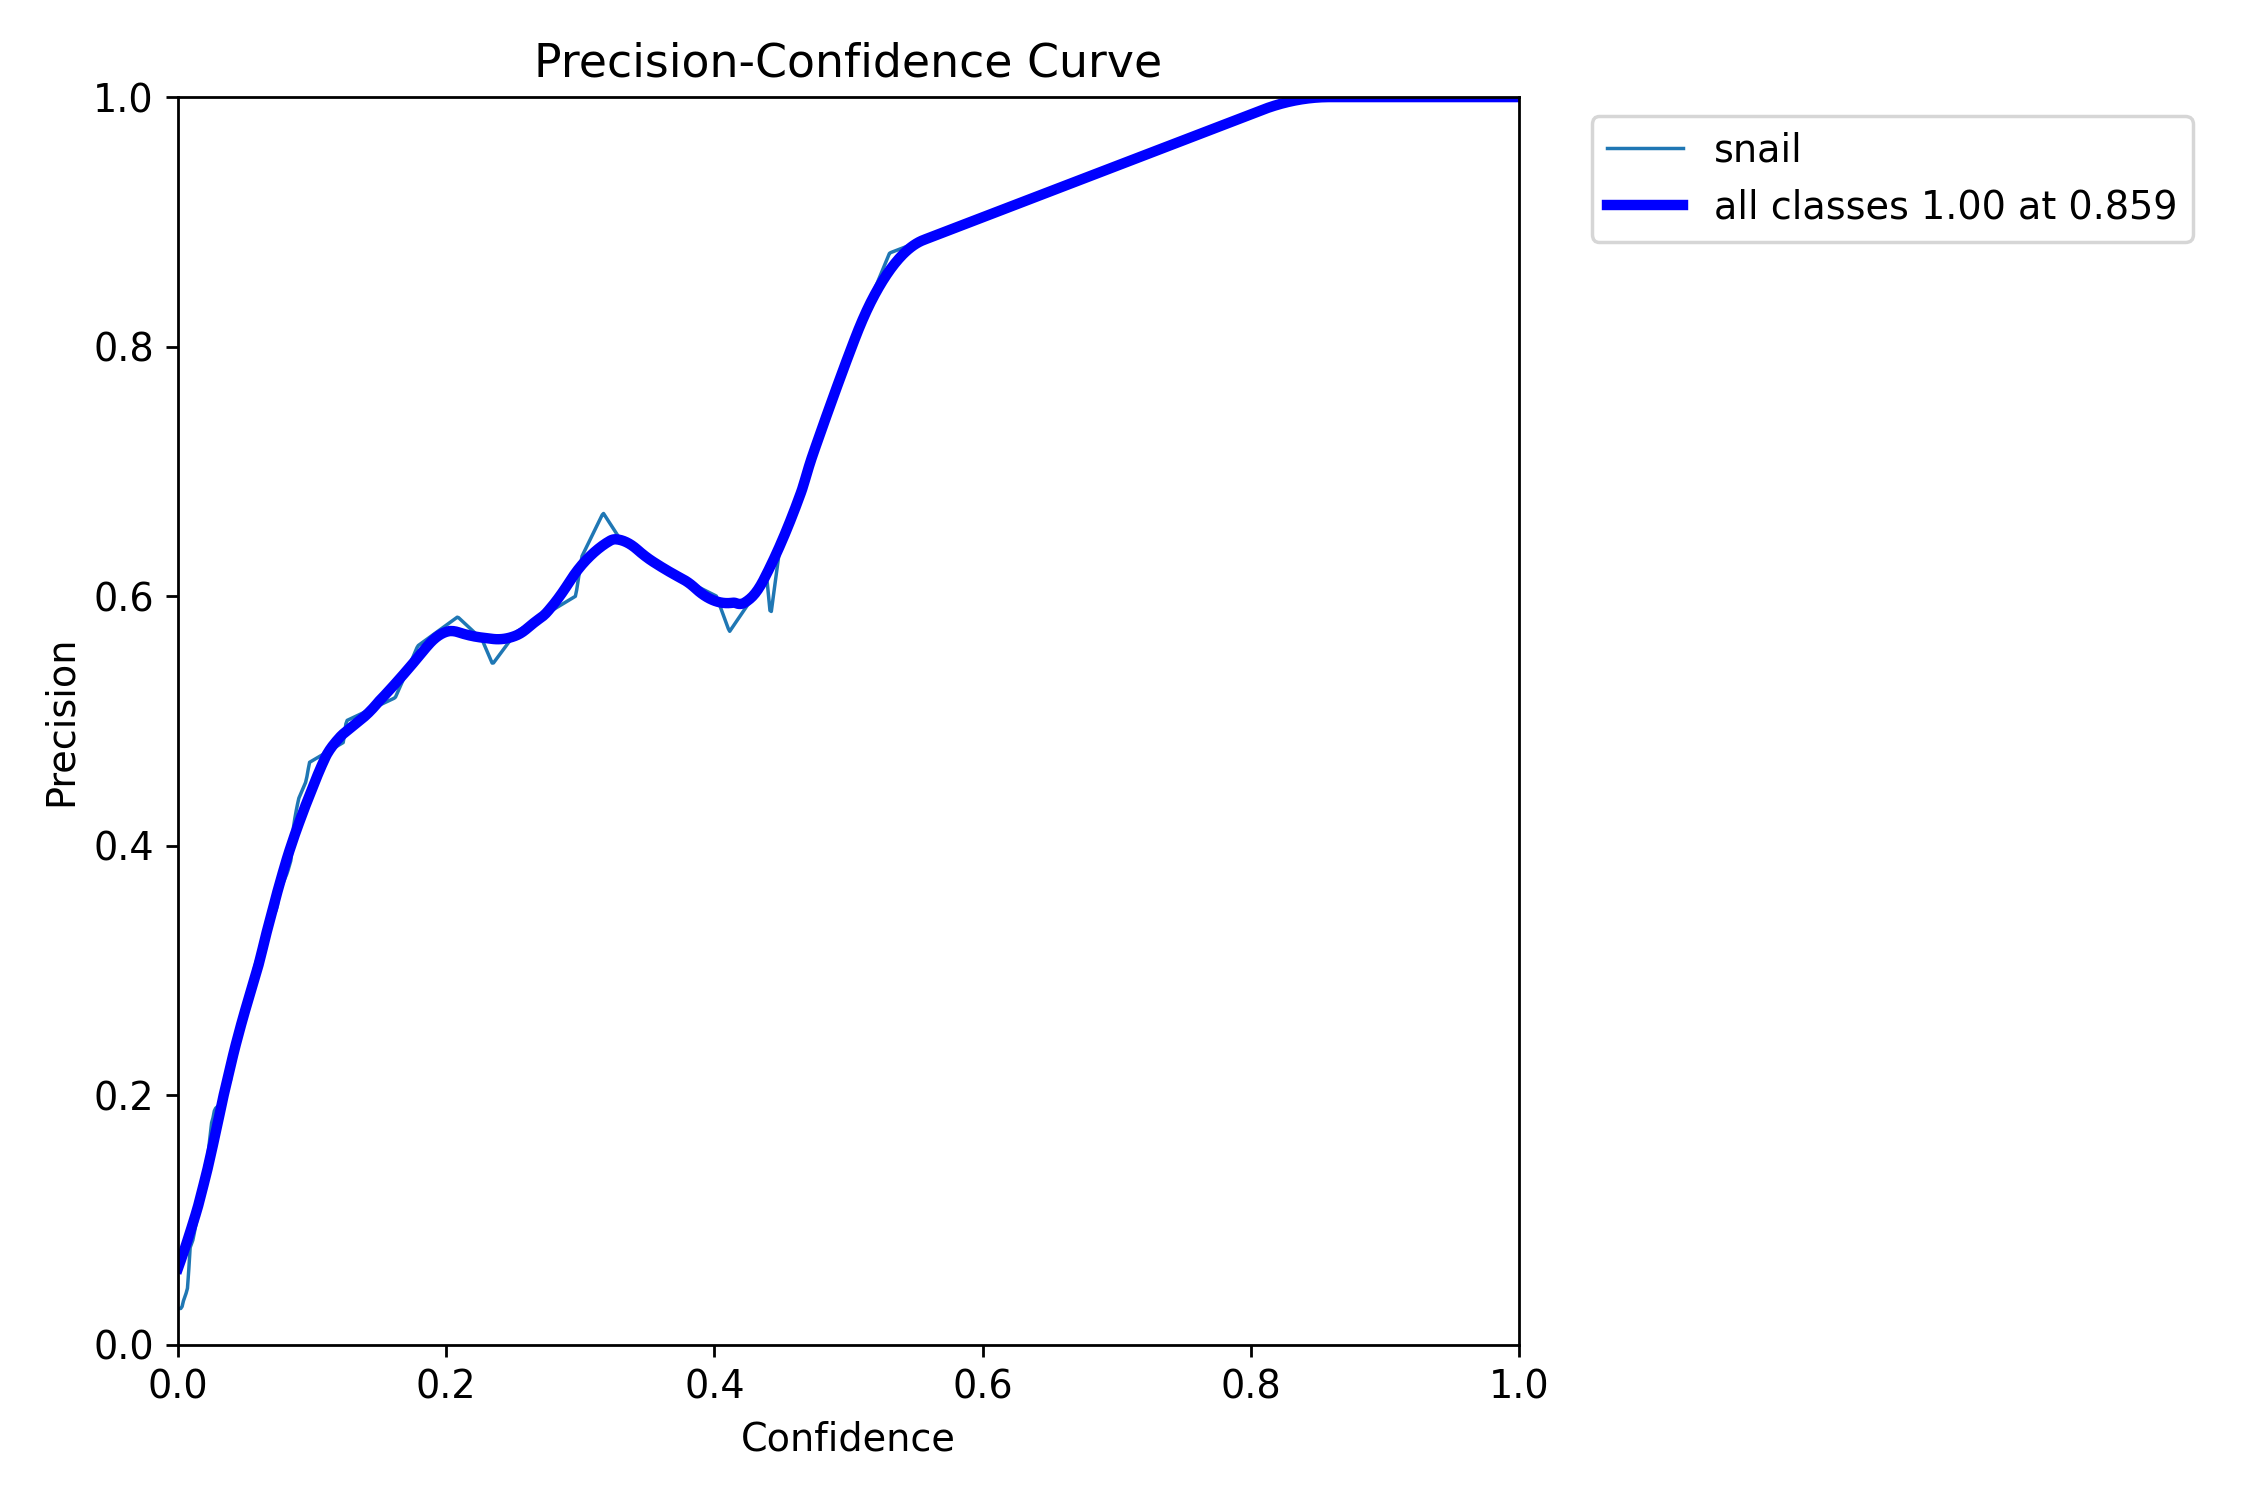 Precision-Confidence Curve
1.0
0.8
0.6
0.4
0.2
0.0
Precision
0.0 0.2 0.4 0.6 0.8 1.0
Confidence
snail
all classes 1.00 at 0.859